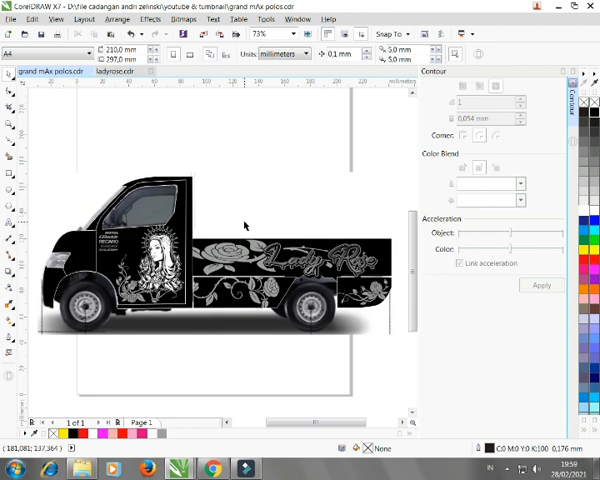 CorelDRAW X7 - D:\file cadangan andri zelinski\youtube & tumbnail\grand mAx polos.cdr
File Edit View Layout Arrange Effects Bitmaps Text Table Tools Window Help
73% Snap To
A4 210,0 mm 297,0 mm Units: millimeters 0,1 mm 5,0 mm 5,0 mm
grand mAx polos.cdr ladyrose.cdr
millimeters
Contour
1
0,054 mm
Corner:
Color Blend
Acceleration
Object:
Color:
Link acceleration
Apply
Contour
RECARO
Lady Rose
1 of 1 Page 1
( 181,081; 137,364 ) None C:0 M:0 Y:0 K:100 0,176 mm
IN 19:59
28/02/2021